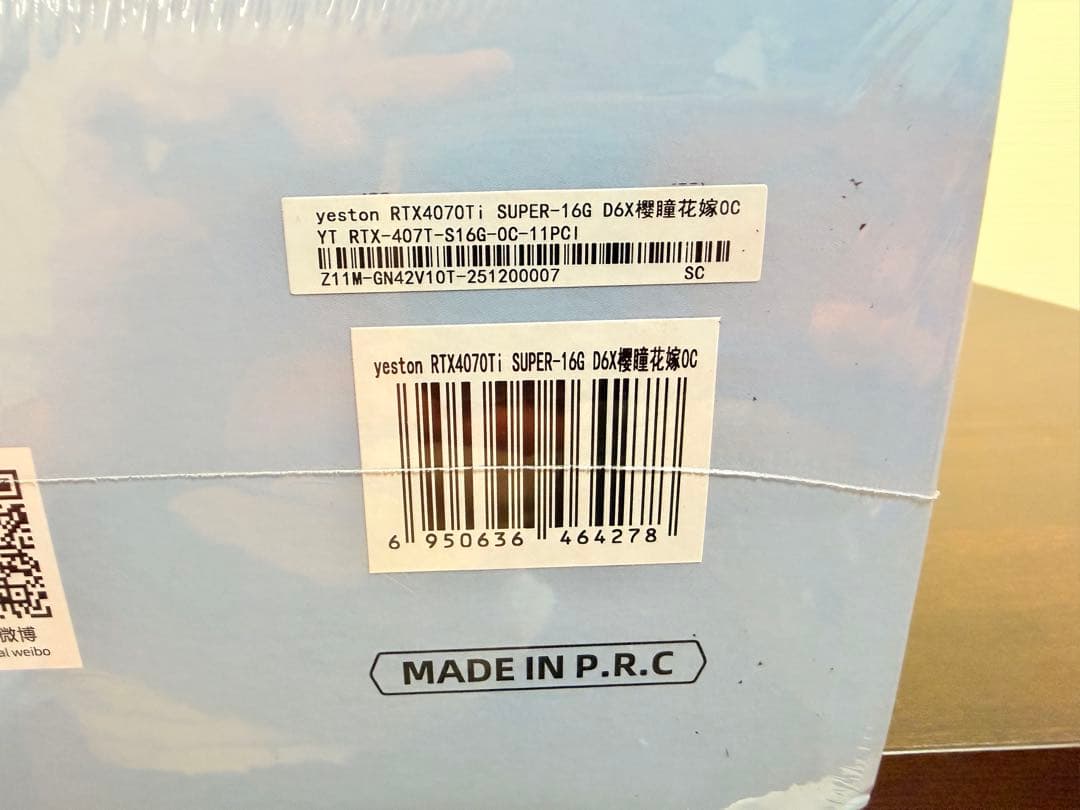 yeston RTX4070Ti SUPER-16G D6X樱瞳花嫁OC
YT RTX-407T-S16G-OC-11PCI
Z11M-GN42V10T-251200007 SC
yeston RTX4070Ti SUPER-16G D6X樱瞳花嫁OC
6 950636 464278
微博
al weibo
MADE IN P.R.C